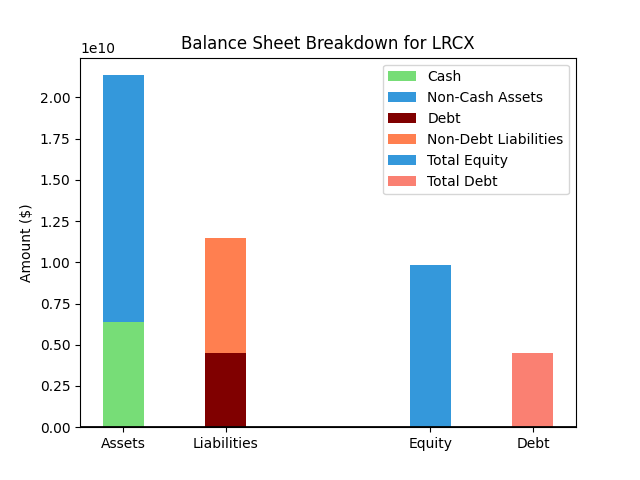 Balance Sheet Breakdown for LRCX
1e10
2.00
1.75
1.50
1.25
1.00
0.75
0.50
0.25
0.00
Amount ($)
Cash
Non-Cash Assets
Debt
Non-Debt Liabilities
Total Equity
Total Debt
Assets
Liabilities
Equity
Debt